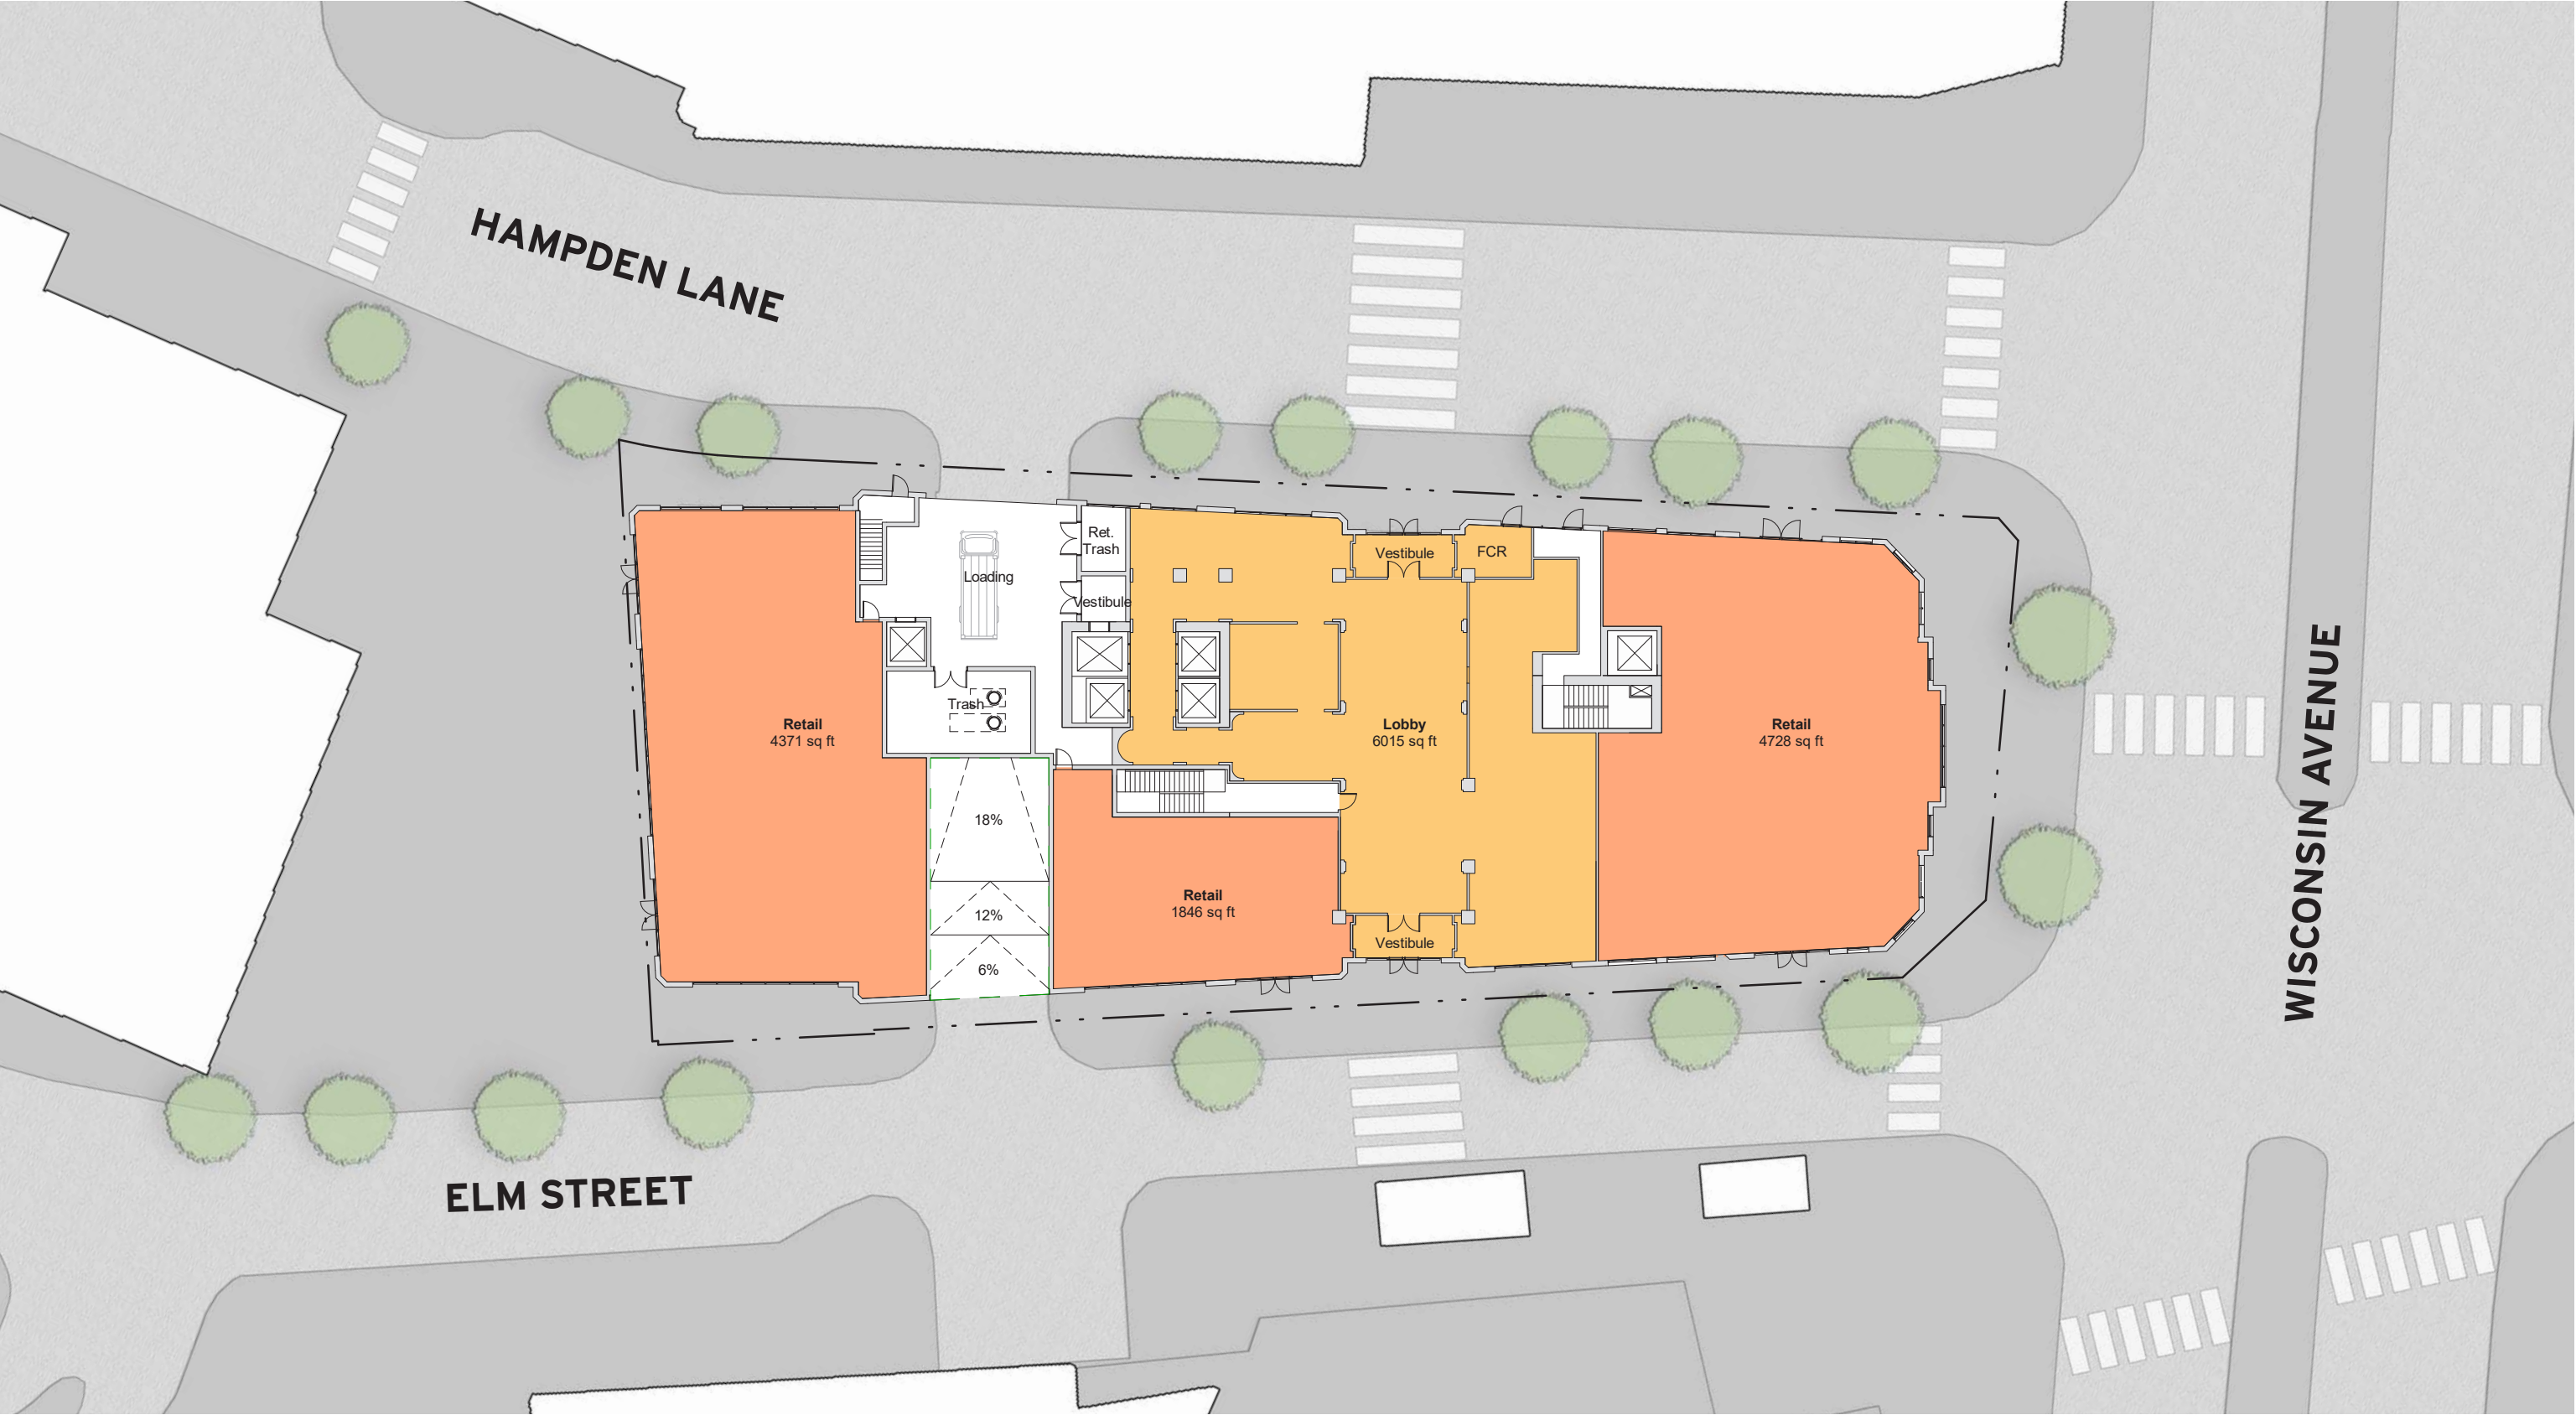 HAMPDEN LANE
Ret.
Trash
Vestibule
FCR
Loading
Vestibule
Trash
Retail
4371 sq ft
Lobby
6015 sq ft
Retail
4728 sq ft
18%
Retail
1846 sq ft
12%
Vestibule
6%
WISCONSIN AVENUE
ELM STREET